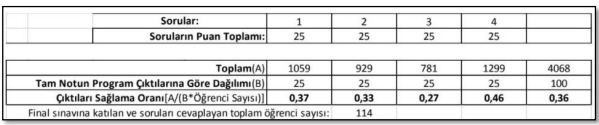 Sorular: 1 2 3 4
Soruların Puan Toplamı: 25 25 25 25
Toplam(A) 1059 929 781 1299 4068
Tam Notun Program Çıktılarına Göre Dağılımı(B) 25 25 25 25 100
Çıktıları Sağlama Oranı[A/(B*Öğrenci Sayısı)] 0,37 0,33 0,27 0,46 0,36
Final sınavına katılan ve soruları cevaplayan toplam öğrenci sayısı: 114